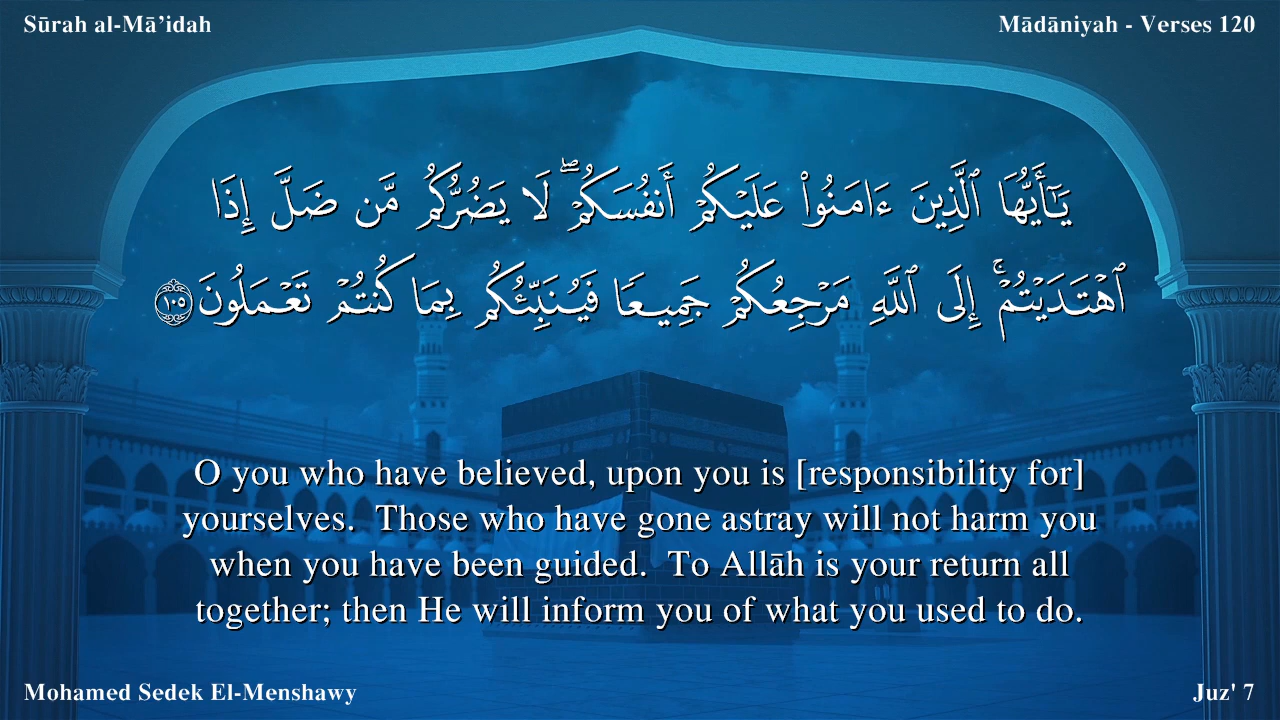 Sūrah al-Mā’idah
Mādāniyah - Verses 120
يَـٰٓأَيُّهَا ٱلَّذِينَ ءَامَنُوا۟ عَلَيْكُمْ أَنفُسَكُمْ ۖ لَا يَضُرُّكُم مَّن ضَلَّ إِذَا
ٱهْتَدَيْتُمْ ۚ إِلَى ٱللَّهِ مَرْجِعُكُمْ جَمِيعًا فَيُنَبِّئُكُم بِمَا كُنتُمْ تَعْمَلُونَ ١٠٥
O you who have believed, upon you is [responsibility for]
yourselves.  Those who have gone astray will not harm you
when you have been guided.  To Allāh is your return all
together; then He will inform you of what you used to do.
Mohamed Sedek El-Menshawy
Juz' 7